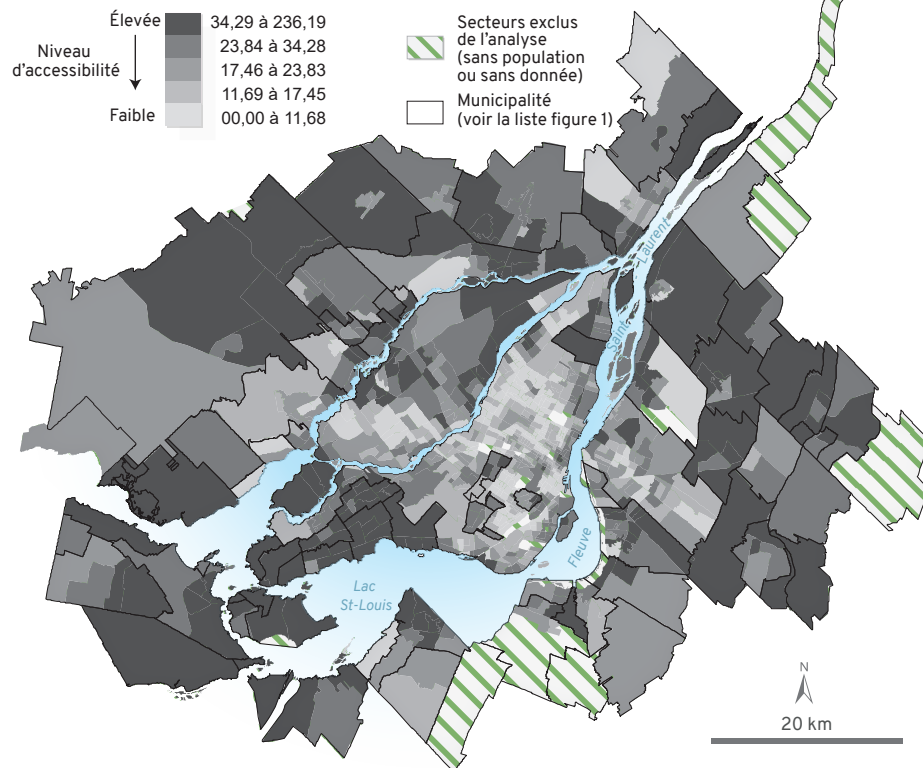 Élevée
Niveau
d'accessibilité
Faible
34,29 à 236,19
23,84 à 34,28
17,46 à 23,83
11,69 à 17,45
00,00 à 11,68
Secteurs exclus
de l'analyse
(sans population
ou sans donnée)
Municipalité
(voir la liste figure 1)
Laurent
Saint
Fleuve
Lac
St-Louis
N
20 km